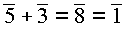 5̅ + 3̅ = 8̅ = 1̅